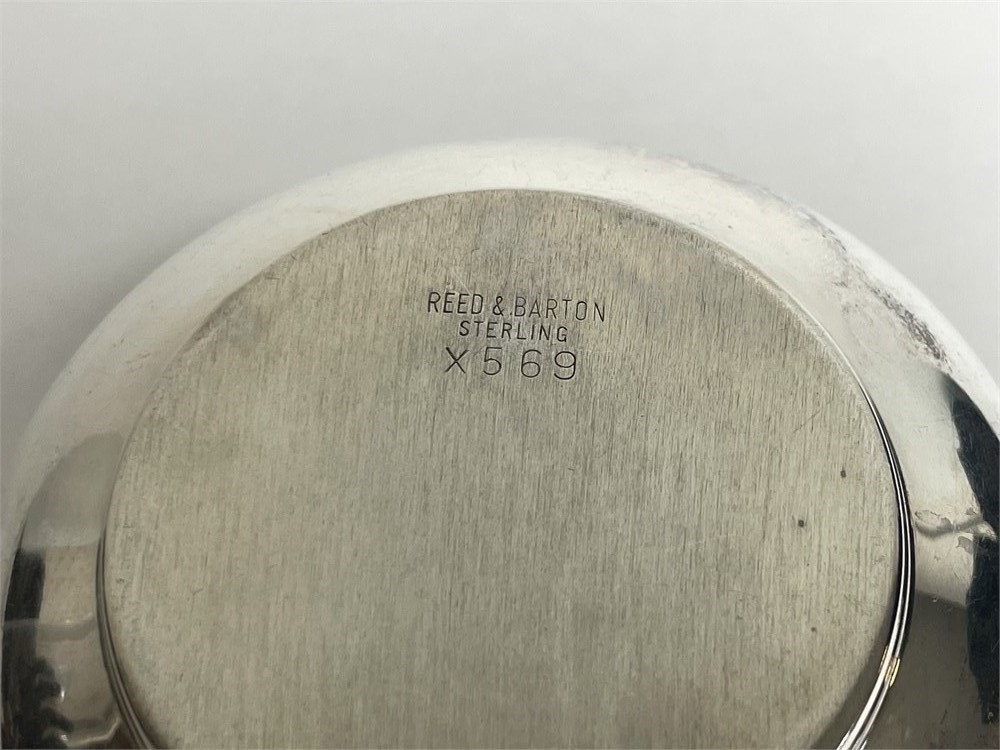 REED & BARTON
STERLING
X569